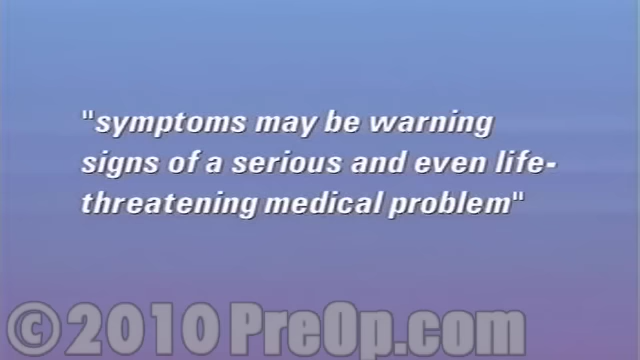 "symptoms may be warning
signs of a serious and even life-
threatening medical problem"
© 2010 PreOp.com